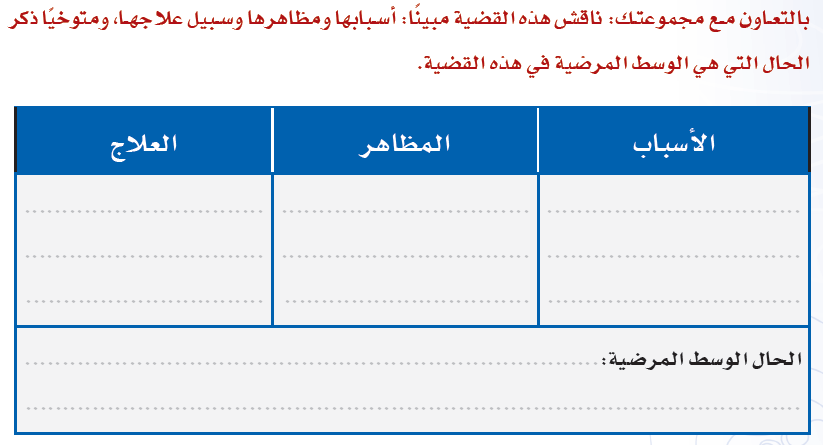 بالتعاون مع مجموعتك: ناقش هذه القضية مبينًا: أسبابها ومظاهرها وسبيل علاجها، ومتوخيًا ذكر
الحال التي هي الوسط المرضية في هذه القضية.
الأسباب المظاهر العلاج
الحال الوسط المرضية: